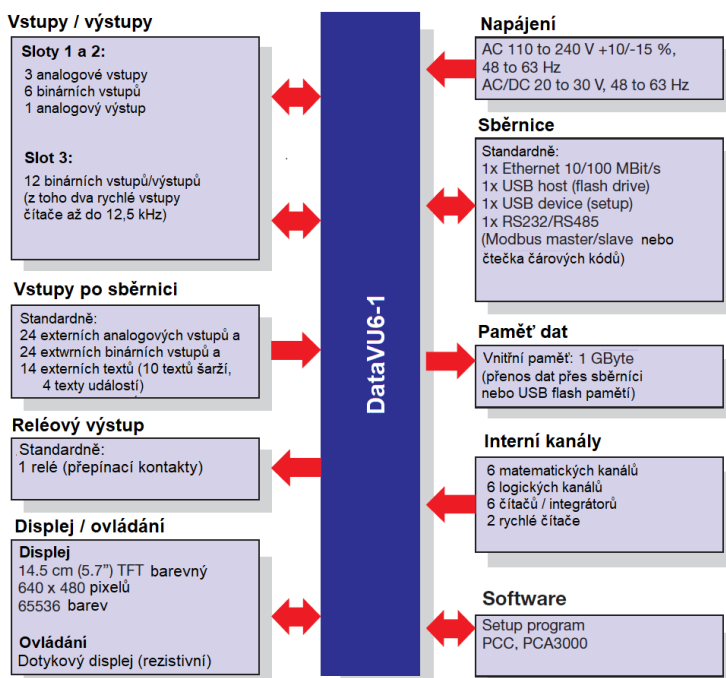 Vstupy / výstupy
Sloty 1 a 2:
3 analogové vstupy
6 binárních vstupů
1 analogový výstup
Slot 3:
12 binárních vstupů/výstupů
(z toho dva rychlé vstupy
čítače až do 12,5 kHz)
Vstupy po sběrnici
Standardně:
24 externích analogových vstupů a
24 extwrních binárních vstupů a
14 externích textů (10 textů šarží,
4 texty událostí)
Reléový výstup
Standardně:
1 relé (přepínací kontakty)
Displej / ovládání
Displej
14.5 cm (5.7") TFT barevný
640 x 480 pixelů
65536 barev
Ovládání
Dotykový displej (rezistivní)
DataVU6-1
Napájení
AC 110 to 240 V +10/-15 %,
48 to 63 Hz
AC/DC 20 to 30 V, 48 to 63 Hz
Sběrnice
Standardně:
1x Ethernet 10/100 MBit/s
1x USB host (flash drive)
1x USB device (setup)
1x RS232/RS485
(Modbus master/slave nebo
čtečka čárových kódů)
Paměť dat
Vnitřní paměť: 1 GByte
(přenos dat přes sběrníci
nebo USB flash pamětí)
Interní kanály
6 matematických kanálů
6 logických kanálů
6 čítačů / integrátorů
2 rychlé čítače
Software
Setup program
PCC, PCA3000